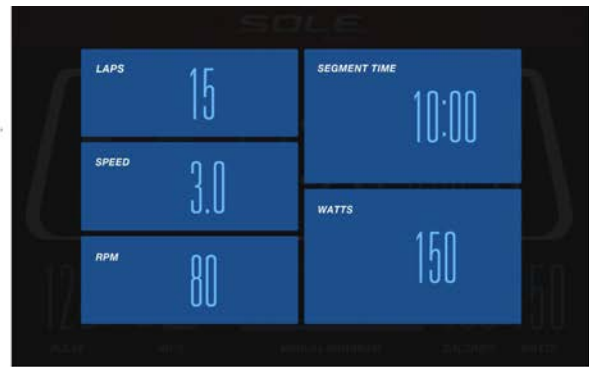 SOLE
LAPS
15
SEGMENT TIME
10:00
SPEED
3.0
WATTS
150
RPM
80